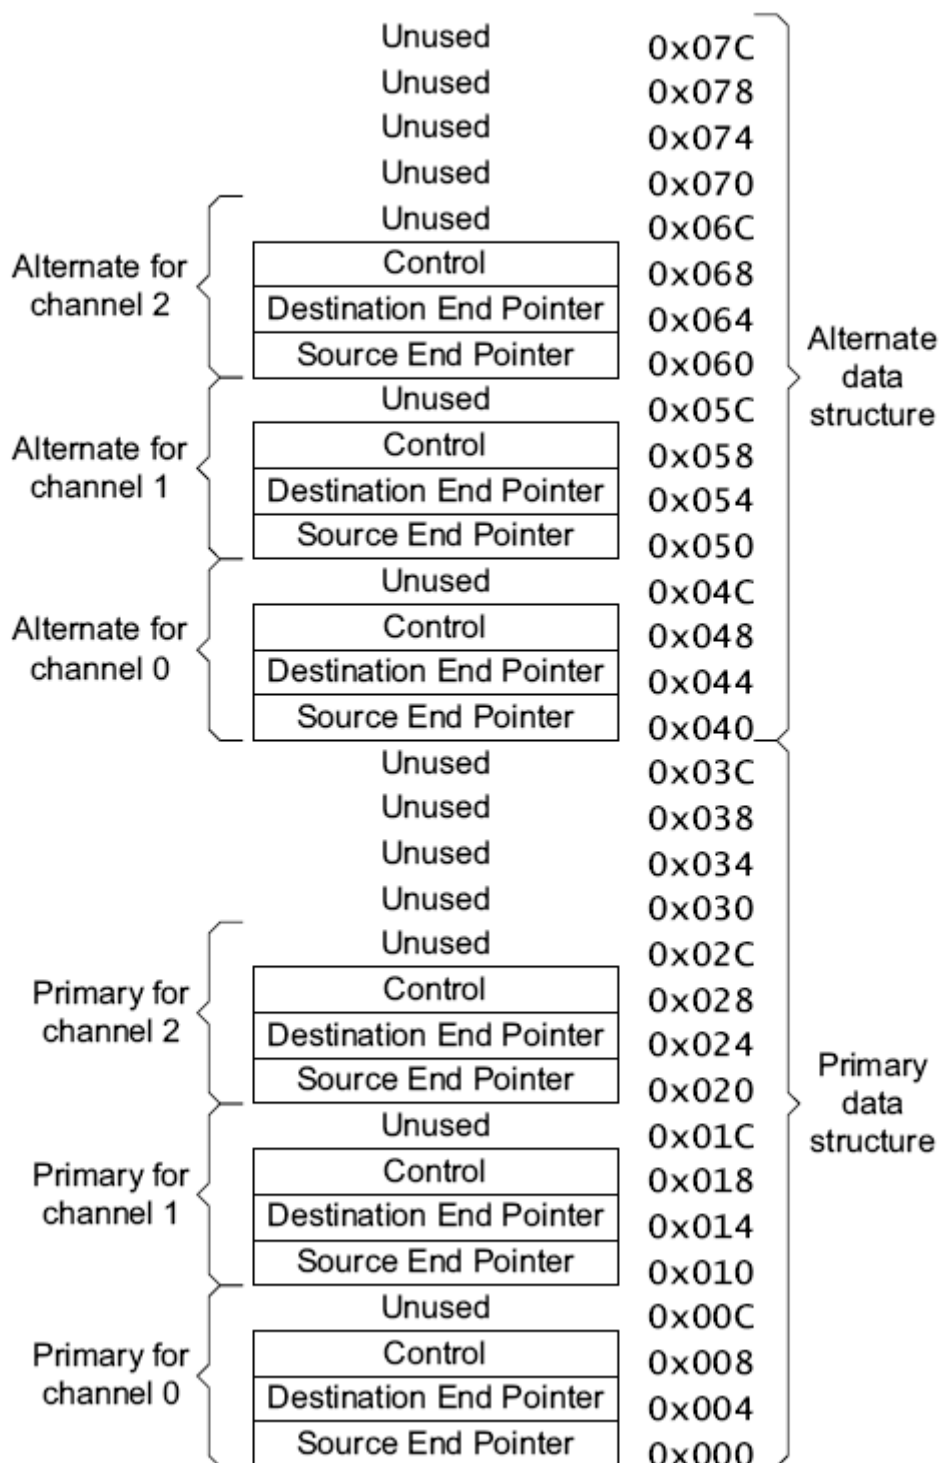 Unused 0x07C
Unused 0x078
Unused 0x074
Unused 0x070
Unused 0x06C
Alternate for
channel 2
Control 0x068
Destination End Pointer 0x064
Source End Pointer 0x060
Alternate
data
structure
Unused 0x05C
Alternate for
channel 1
Control 0x058
Destination End Pointer 0x054
Source End Pointer 0x050
Unused 0x04C
Alternate for
channel 0
Control 0x048
Destination End Pointer 0x044
Source End Pointer 0x040
Unused 0x03C
Unused 0x038
Unused 0x034
Unused 0x030
Unused 0x02C
Primary for
channel 2
Control 0x028
Destination End Pointer 0x024
Source End Pointer 0x020
Primary
data
structure
Unused 0x01C
Primary for
channel 1
Control 0x018
Destination End Pointer 0x014
Source End Pointer 0x010
Unused 0x00C
Primary for
channel 0
Control 0x008
Destination End Pointer 0x004
Source End Pointer 0x000